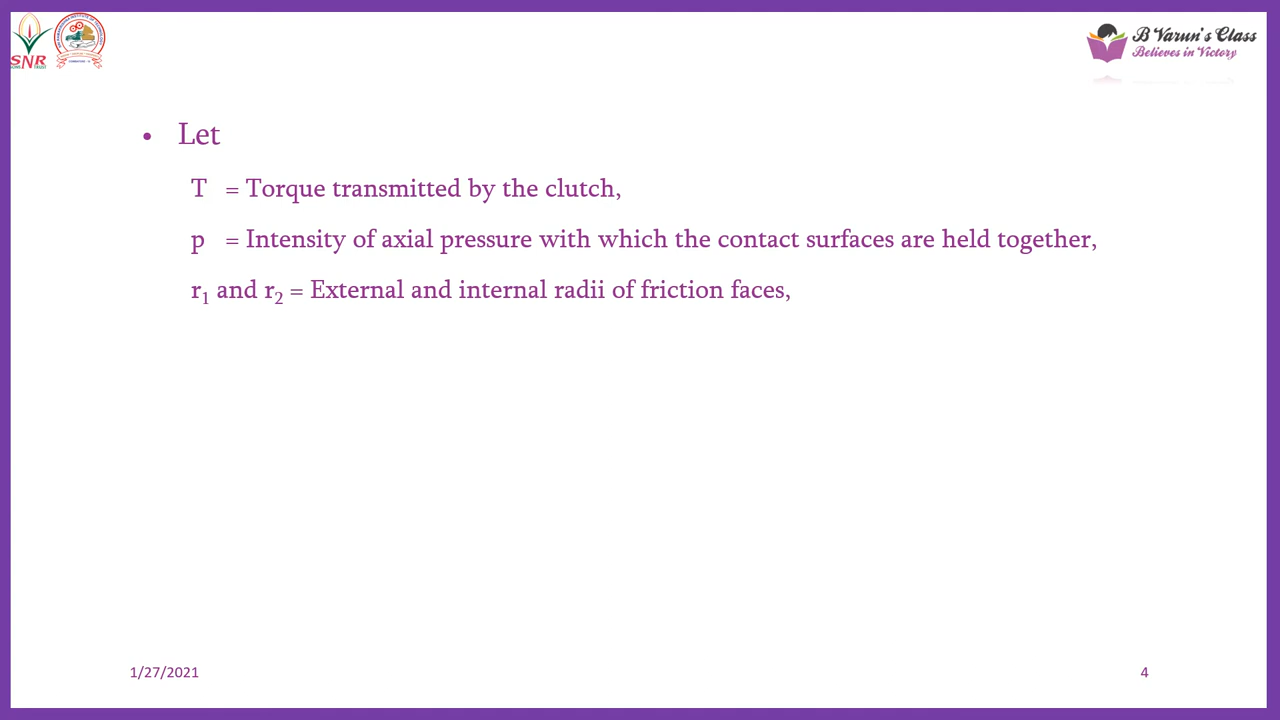 SNR
B Varun's Class
Believes in Victory
• Let
T = Torque transmitted by the clutch,
p = Intensity of axial pressure with which the contact surfaces are held together,
r₁ and r₂ = External and internal radii of friction faces,
1/27/2021
4